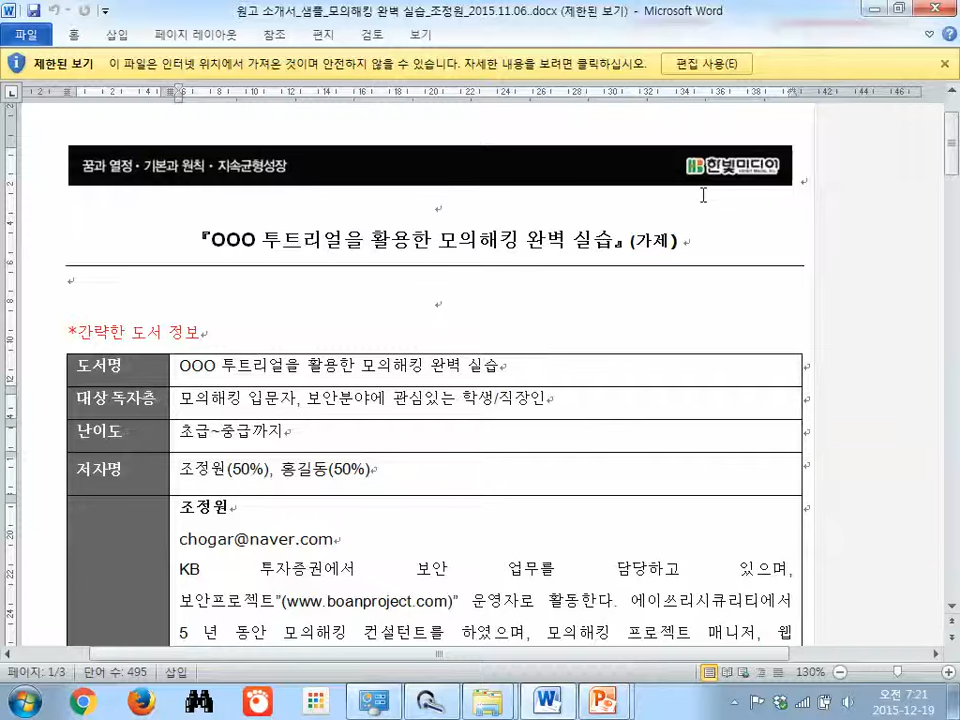 원고 소개서_샘플_모의해킹 완벽 실습_조정원_2015.11.06..docx (제한된 보기) - Microsoft Word
파일 홈 삽입 페이지 레이아웃 참조 편지 검토 보기
제한된 보기 이 파일은 인터넷 위치에서 가져온 것이며 안전하지 않을 수 있습니다. 자세한 내용을 보려면 클릭하십시오. 편집 사용(E)
꿈과 열정·기본과 원칙·지속균형성장 한빛미디어
『OOO 투트리얼을 활용한 모의해킹 완벽 실습』 (가제)
*간략한 도서 정보
도서명 OOO 투트리얼을 활용한 모의해킹 완벽 실습
대상 독자층 모의해킹 입문자, 보안분야에 관심있는 학생/직장인
난이도 초급~중급까지
저자명 조정원(50%), 홍길동(50%)
조정원
chogar@naver.com
KB 투자증권에서 보안 업무를 담당하고 있으며,
보안프로젝트"(www.boanproject.com)" 운영자로 활동한다. 에이쓰리시큐리티에서
5 년 동안 모의해킹 컨설턴트를 하였으며, 모의해킹 프로젝트 매니저, 웹
페이지: 1/3 단어 수: 495 삽입 130%
오전 7:21
2015-12-19